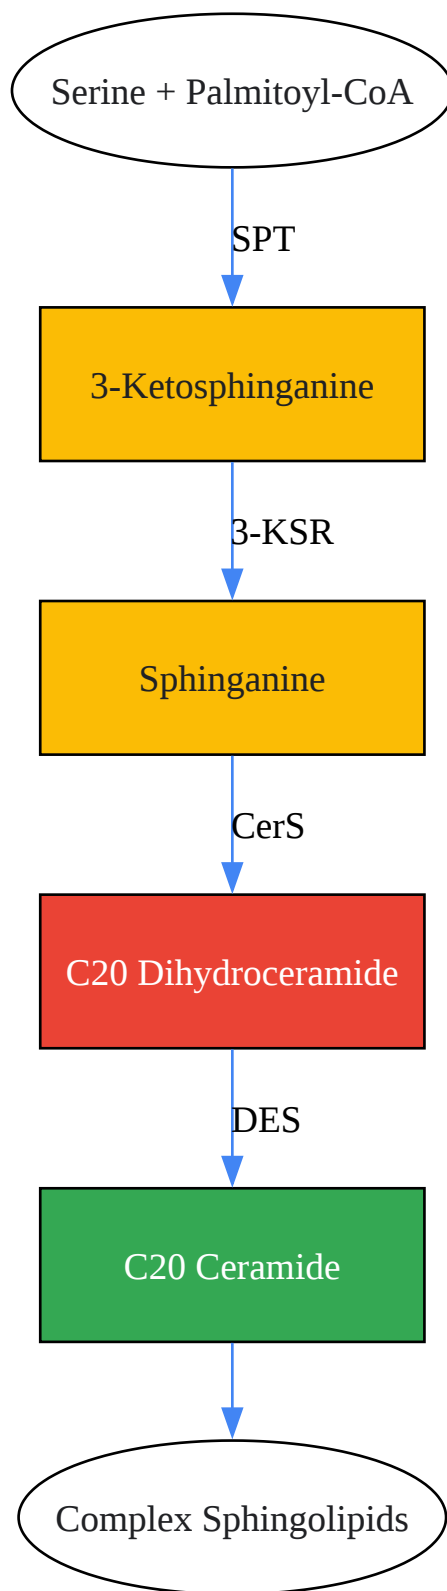 Serine + Palmitoyl-CoA
SPT
3-Ketosphinganine
3-KSR
Sphinganine
CerS
C20 Dihydroceramide
DES
C20 Ceramide
Complex Sphingolipids